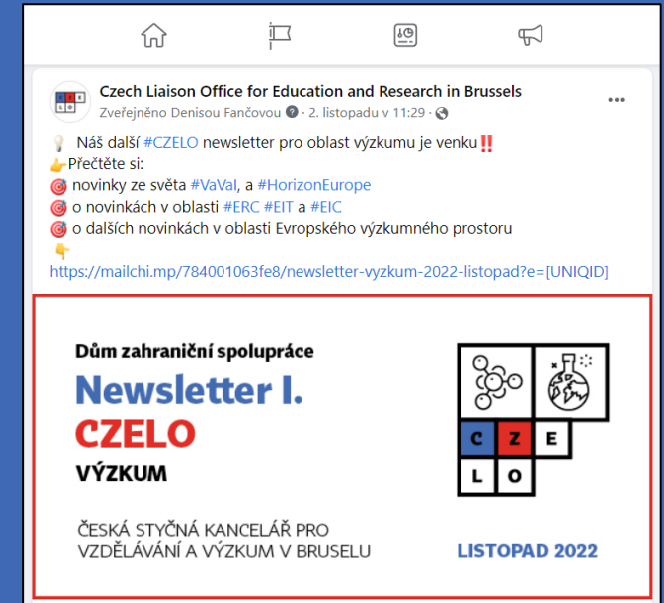 Czech Liaison Office for Education and Research in Brussels
Zveřejněno Denisou Fančovou · 2. listopadu v 11:29 ·
Náš další #CZELO newsletter pro oblast výzkumu je venku‼
Přečtěte si:
novinky ze světa #VaVaI, a #HorizonEurope
o novinkách v oblasti #ERC #EIT a #EIC
o dalších novinkách v oblasti Evropského výzkumného prostoru
https://mailchi.mp/784001063fe8/newsletter-vyzkum-2022-listopad?e=[UNIQID]
Dům zahraniční spolupráce
Newsletter I.
CZELO
VÝZKUM
ČESKÁ STYČNÁ KANCELÁŘ PRO
VZDĚLÁVÁNÍ A VÝZKUM V BRUSELU
C Z E
L O
LISTOPAD 2022